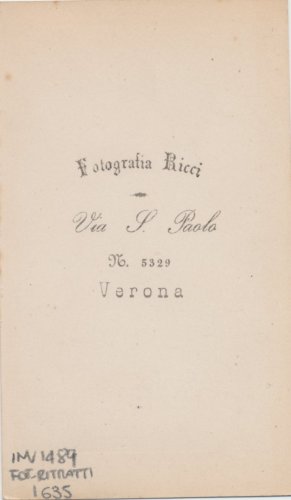 Fotografia Ricci
Via S. Paolo
N. 5329
Verona
INV 1489
FOT-RITRATTI
1635